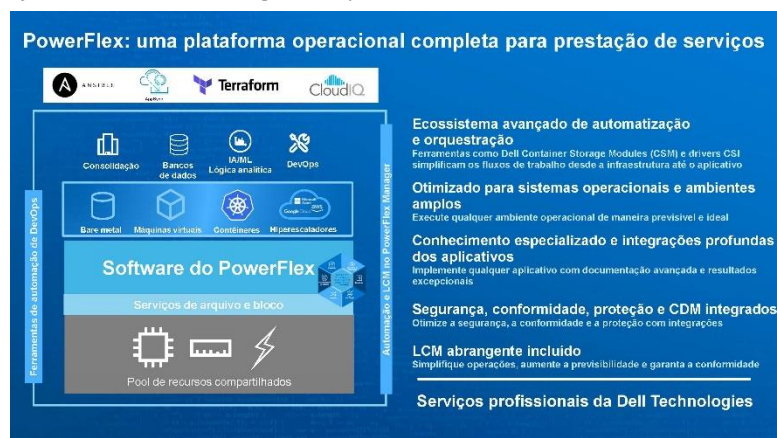 PowerFlex: uma plataforma operacional completa para prestação de serviços
ANSIBLE
AppSync
Terraform
CloudIQ
Consolidação
Bancos
de dados
IA/ML
Lógica analítica
DevOps
Bare metal
Máquinas virtuais
Contêineres
Google Cloud
aws
Hiperescaladores
Software do PowerFlex
Serviços de arquivo e bloco
Pool de recursos compartilhados
Ferramentas de automação de DevOps
Automação e LCM no PowerFlex Manager
Ecossistema avançado de automatização
e orquestração
Ferramentas como Dell Container Storage Modules (CSM) e drivers CSI
simplificam os fluxos de trabalho desde a infraestrutura até o aplicativo
Otimizado para sistemas operacionais e ambientes
amplos
Execute qualquer ambiente operacional de maneira previsível e ideal
Conhecimento especializado e integrações profundas
dos aplicativos
Implemente qualquer aplicativo com documentação avançada e resultados
excepcionais
Segurança, conformidade, proteção e CDM integrados
Otimize a segurança, a conformidade e a proteção com integrações
LCM abrangente incluído
Simplifique operações, aumente a previsibilidade e garanta a conformidade
Serviços profissionais da Dell Technologies